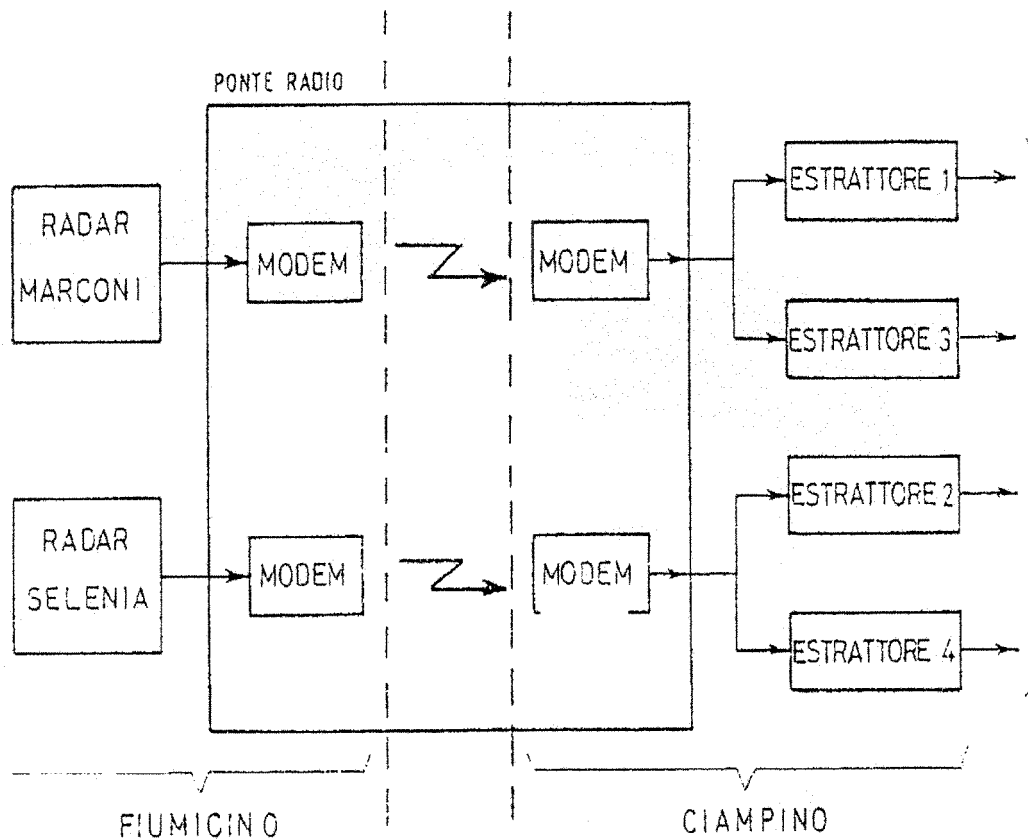 PONTE RADIO
RADAR
MARCONI
MODEM
MODEM
ESTRATTORE 1
ESTRATTORE 3
RADAR
SELENIA
MODEM
MODEM
ESTRATTORE 2
ESTRATTORE 4
FIUMICINO
CIAMPINO